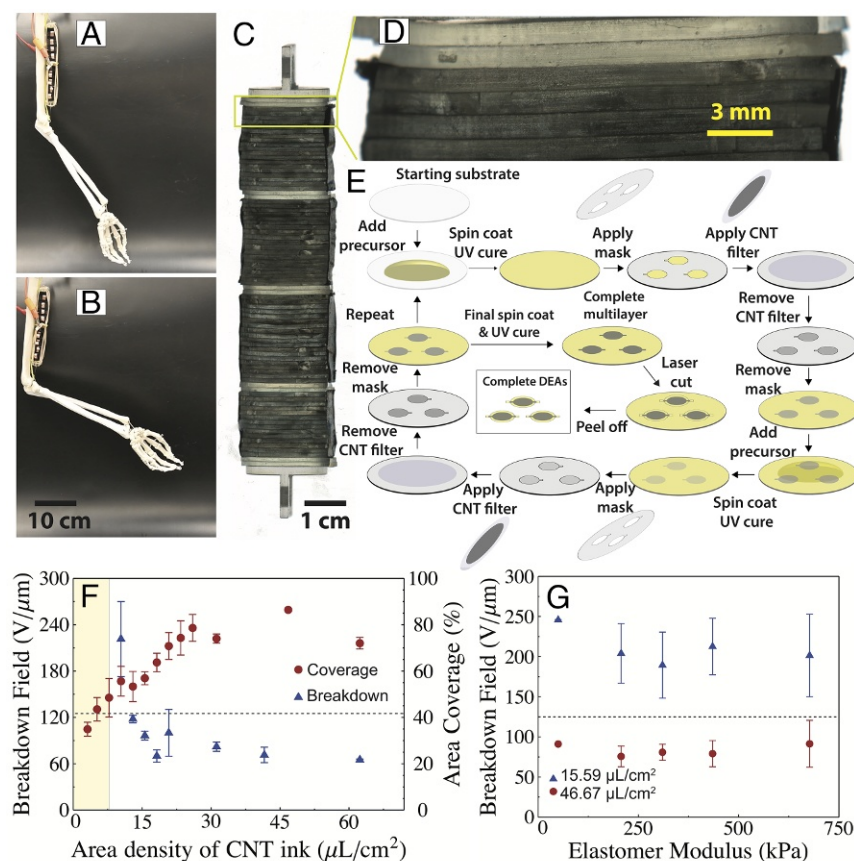 A
B
10 cm
C
1 cm
D
3 mm
E
Starting substrate
Add
precursor
Spin coat
UV cure
Apply
mask
Apply CNT
filter
Remove
CNT filter
Remove
mask
Add
precursor
Spin coat
UV cure
Apply
mask
Apply
CNT filter
Remove
CNT filter
Remove
mask
Repeat
Final spin coat
& UV cure
Complete
multilayer
Laser
cut
Peel off
Complete DEAs
F
Breakdown Field (V/μm)
300
240
180
120
60
0
0
15
30
45
60
Area density of CNT ink (μL/cm²)
100
80
60
40
20
0
Area Coverage (%)
Coverage
Breakdown
G
Breakdown Field (V/μm)
300
250
200
150
100
50
0
0
250
500
750
Elastomer Modulus (kPa)
15.59 μL/cm²
46.67 μL/cm²